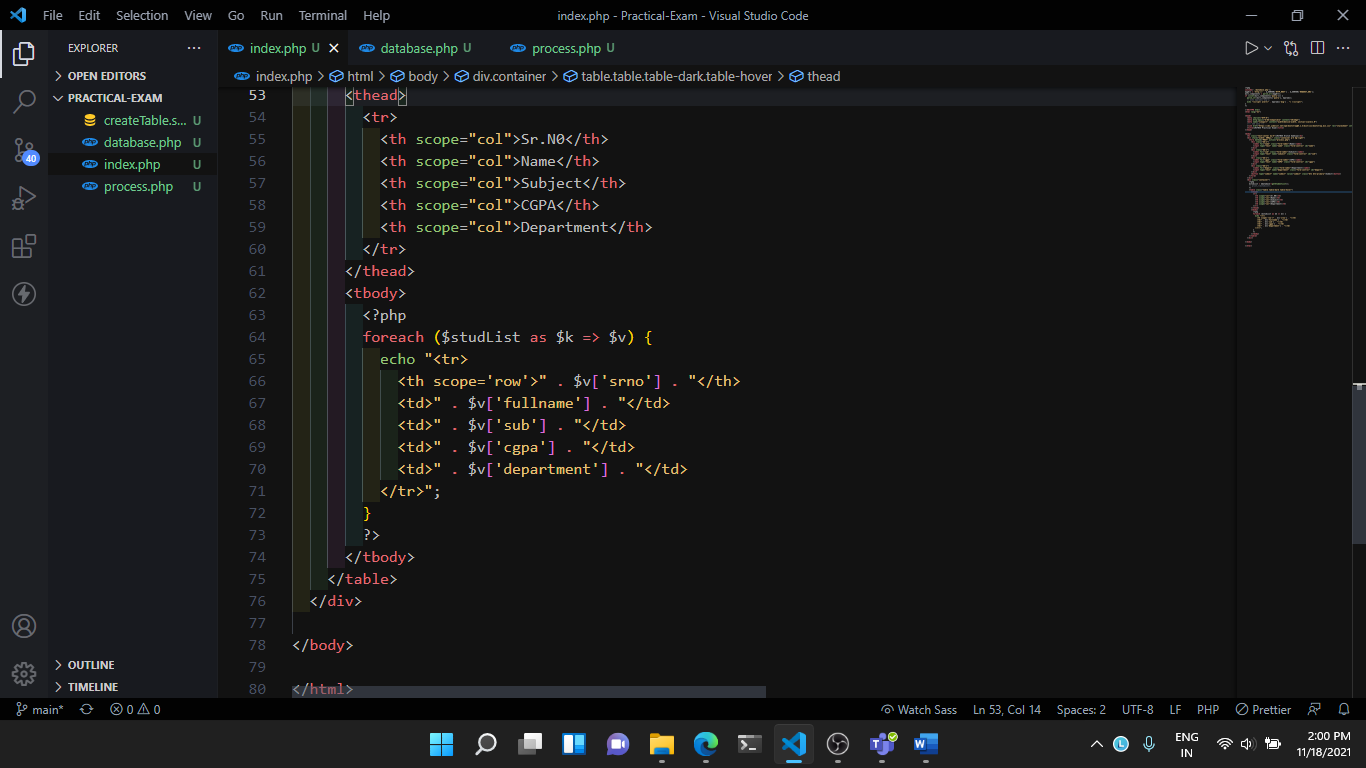 File Edit Selection View Go Run Terminal Help index.php - Practical-Exam - Visual Studio Code
EXPLORER
OPEN EDITORS
PRACTICAL-EXAM
createTable.s... U
database.php U
index.php U
process.php U
OUTLINE
TIMELINE
40
index.php U database.php U process.php U
index.php > html > body > div.container > table.table.table-dark.table-hover > thead
53 <thead>
54 <tr>
55 <th scope="col">Sr.N0</th>
56 <th scope="col">Name</th>
57 <th scope="col">Subject</th>
58 <th scope="col">CGPA</th>
59 <th scope="col">Department</th>
60 </tr>
61 </thead>
62 <tbody>
63 <?php
64 foreach ($studList as $k => $v) {
65 echo "<tr>
66 <th scope='row'>" . $v['srno'] . "</th>
67 <td>" . $v['fullname'] . "</td>
68 <td>" . $v['sub'] . "</td>
69 <td>" . $v['cgpa'] . "</td>
70 <td>" . $v['department'] . "</td>
71 </tr>";
72 }
73 ?>
74 </tbody>
75 </table>
76 </div>
77
78 </body>
79
80 </html>
main* 0 0 Watch Sass Ln 53, Col 14 Spaces: 2 UTF-8 LF PHP Prettier
ENG
IN
2:00 PM
11/18/2021